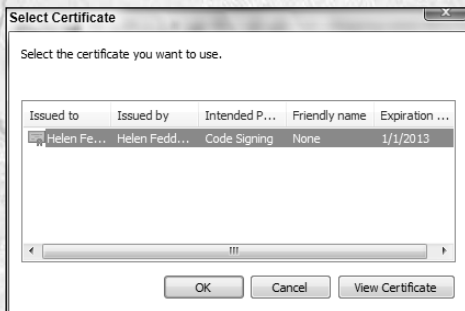 Select Certificate
Select the certificate you want to use.
Issued to Issued by Intended P... Friendly name Expiration ...
Helen Fe... Helen Fedd... Code Signing None 1/1/2013
OK Cancel View Certificate